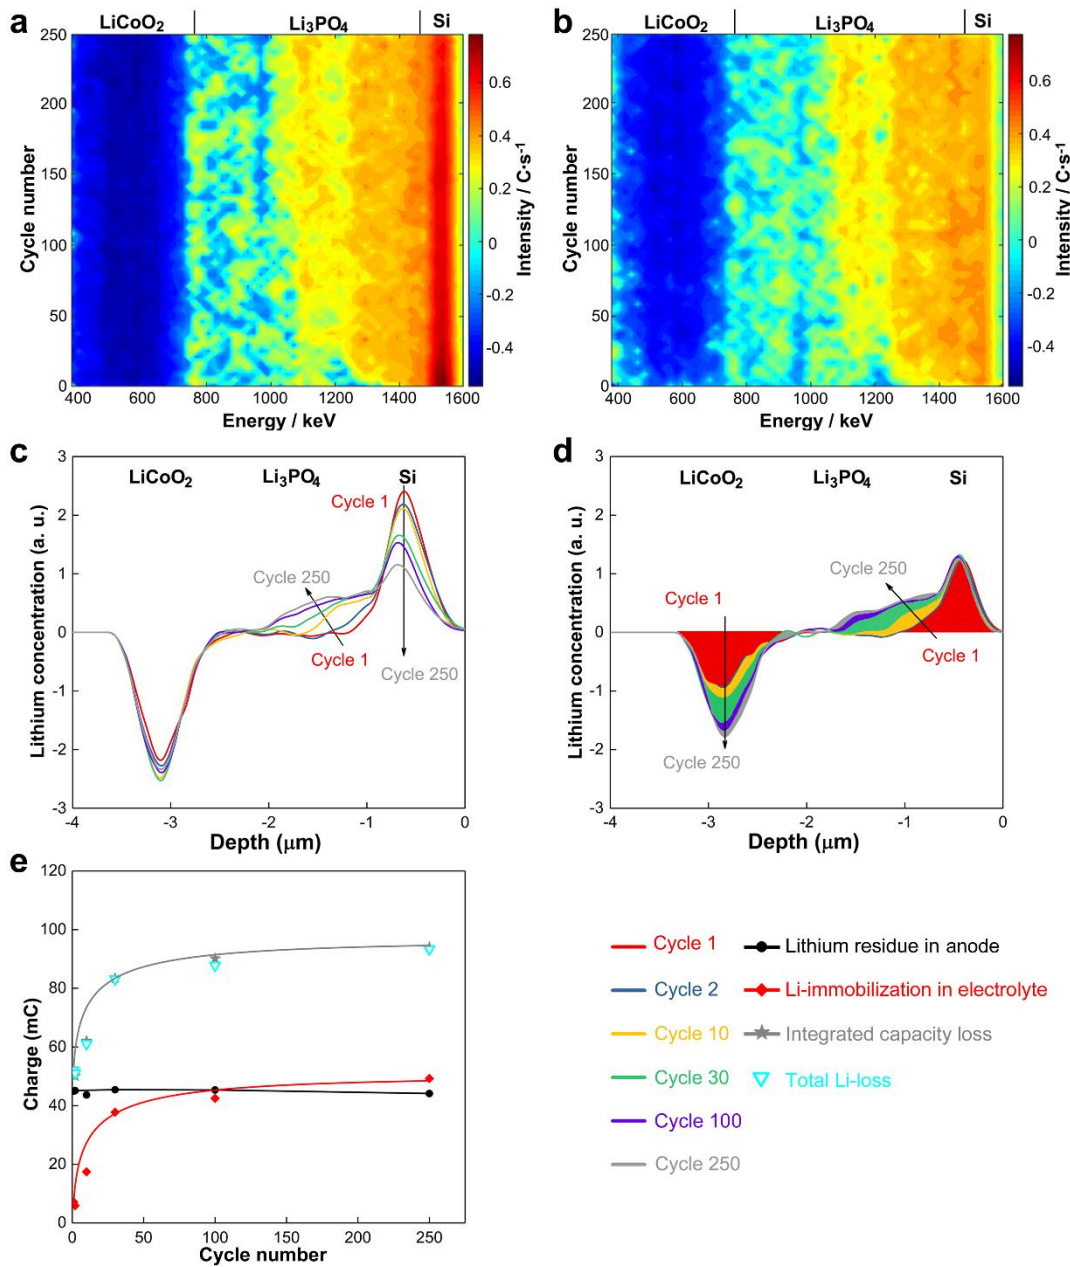 a
LiCoO2 Li3PO4 Si
250
200
150
100
50
0
Cycle number
400 600 800 1000 1200 1400 1600
Energy / keV
0.6
0.4
0.2
0
-0.2
-0.4
Intensity / C·s-1
b
LiCoO2 Li3PO4 Si
250
200
150
100
50
0
Cycle number
400 600 800 1000 1200 1400 1600
Energy / keV
0.6
0.4
0.2
0
-0.2
-0.4
Intensity / C·s-1
c
3
2
1
0
-1
-2
-3
Lithium concentration (a. u.)
LiCoO2 Li3PO4 Si
Cycle 1
Cycle 250
Cycle 1
Cycle 250
-4 -3 -2 -1 0
Depth (μm)
d
3
2
1
0
-1
-2
-3
Lithium concentration (a. u.)
LiCoO2 Li3PO4 Si
Cycle 250
Cycle 1
Cycle 1
Cycle 250
-4 -3 -2 -1 0
Depth (μm)
e
120
100
80
60
40
20
0
Charge (mC)
0 50 100 150 200 250
Cycle number
Cycle 1
Cycle 2
Cycle 10
Cycle 30
Cycle 100
Cycle 250
Lithium residue in anode
Li-immobilization in electrolyte
Integrated capacity loss
Total Li-loss